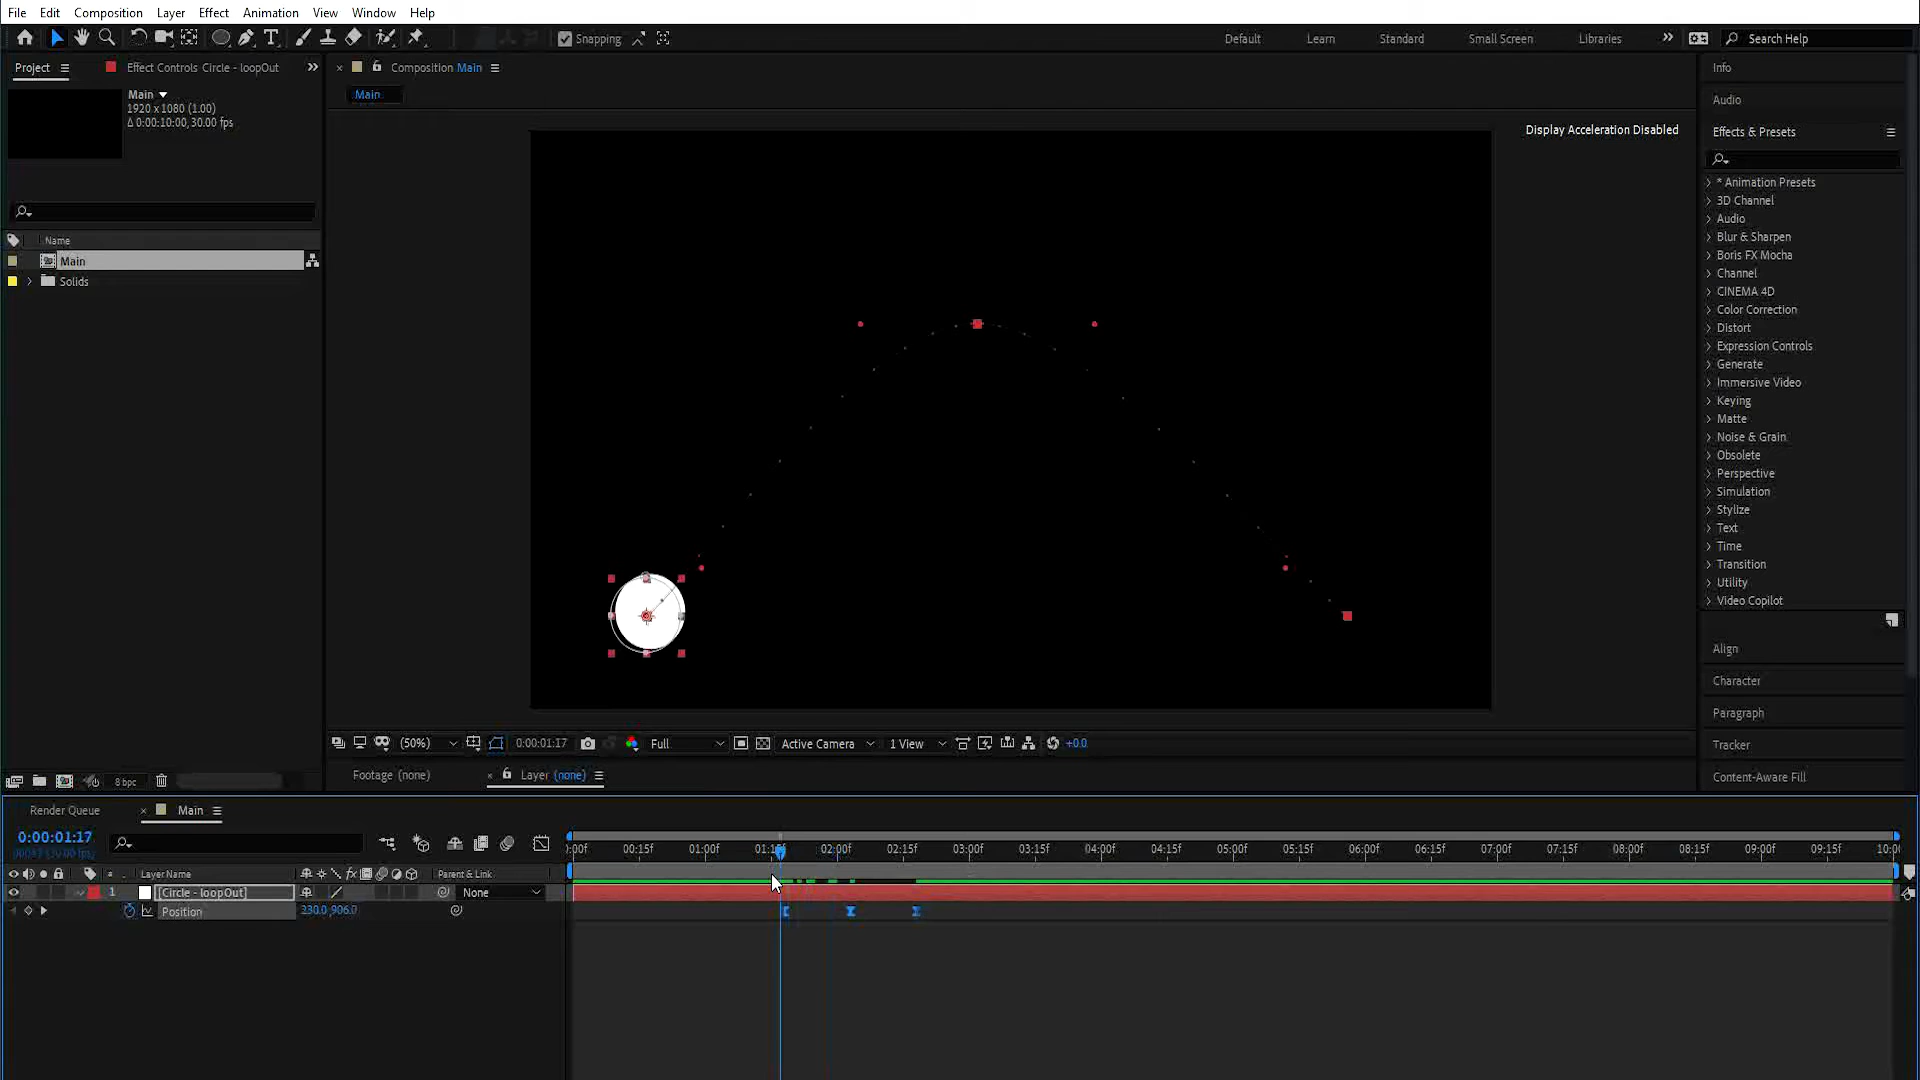 File Edit Composition Layer Effect Animation View Window Help
Snapping Default Learn Standard Small Screen Libraries Search Help
Project Effect Controls Circle - loopOut
Composition Main
Main
1920 x 1080 (1.00)
Δ 0:00:10:00, 30.00 fps
Name
Main
Solids
8 bpc
Main
Display Acceleration Disabled
(50%) 0:00:01:17 Full Active Camera 1 View +0.0
Footage (none) Layer (none)
Info
Audio
Effects & Presets
* Animation Presets
3D Channel
Audio
Blur & Sharpen
Boris FX Mocha
Channel
CINEMA 4D
Color Correction
Distort
Expression Controls
Generate
Immersive Video
Keying
Matte
Noise & Grain
Obsolete
Perspective
Simulation
Stylize
Text
Time
Transition
Utility
Video Copilot
Align
Character
Paragraph
Tracker
Content-Aware Fill
Render Queue Main
0:00:01:17
:00f 00:15f 01:00f 02:00f 02:15f 03:00f 03:15f 04:00f 04:15f 05:00f 05:15f 06:00f 06:15f 07:00f 07:15f 08:00f 08:15f 09:00f 09:15f 10:0
# Layer Name Parent & Link
1 [Circle - loopOut] None
Position 230.0,906.0